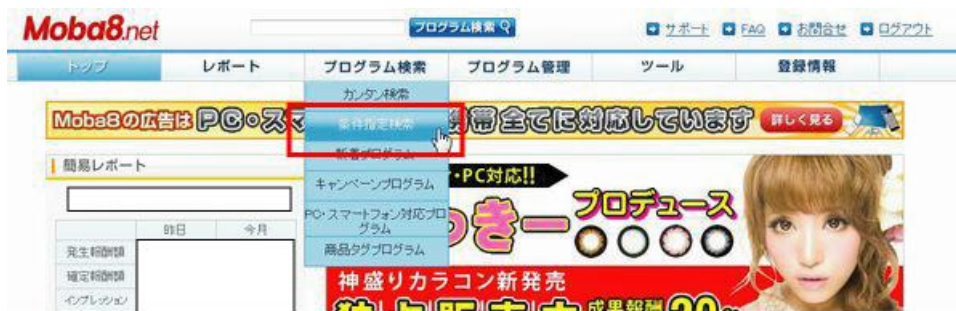 Moba8.net
プログラム検索
サポート FAQ お問合せ ログアウト
トップ レポート プログラム検索 プログラム管理 ツール 登録情報
カンタン検索
条件指定検索
新着プログラム
キャンペーンプログラム
PC・スマートフォン対応プロ
グラム
商品タグプログラム
Moba8の広告は PC・スマ 携帯 全てに対応しています 詳しく見る
簡易レポート
昨日 今月
発生報酬額
確定報酬額
インプレッション
・PC対応!!
っきー プロデュース
神盛りカラコン新発売
成果報酬